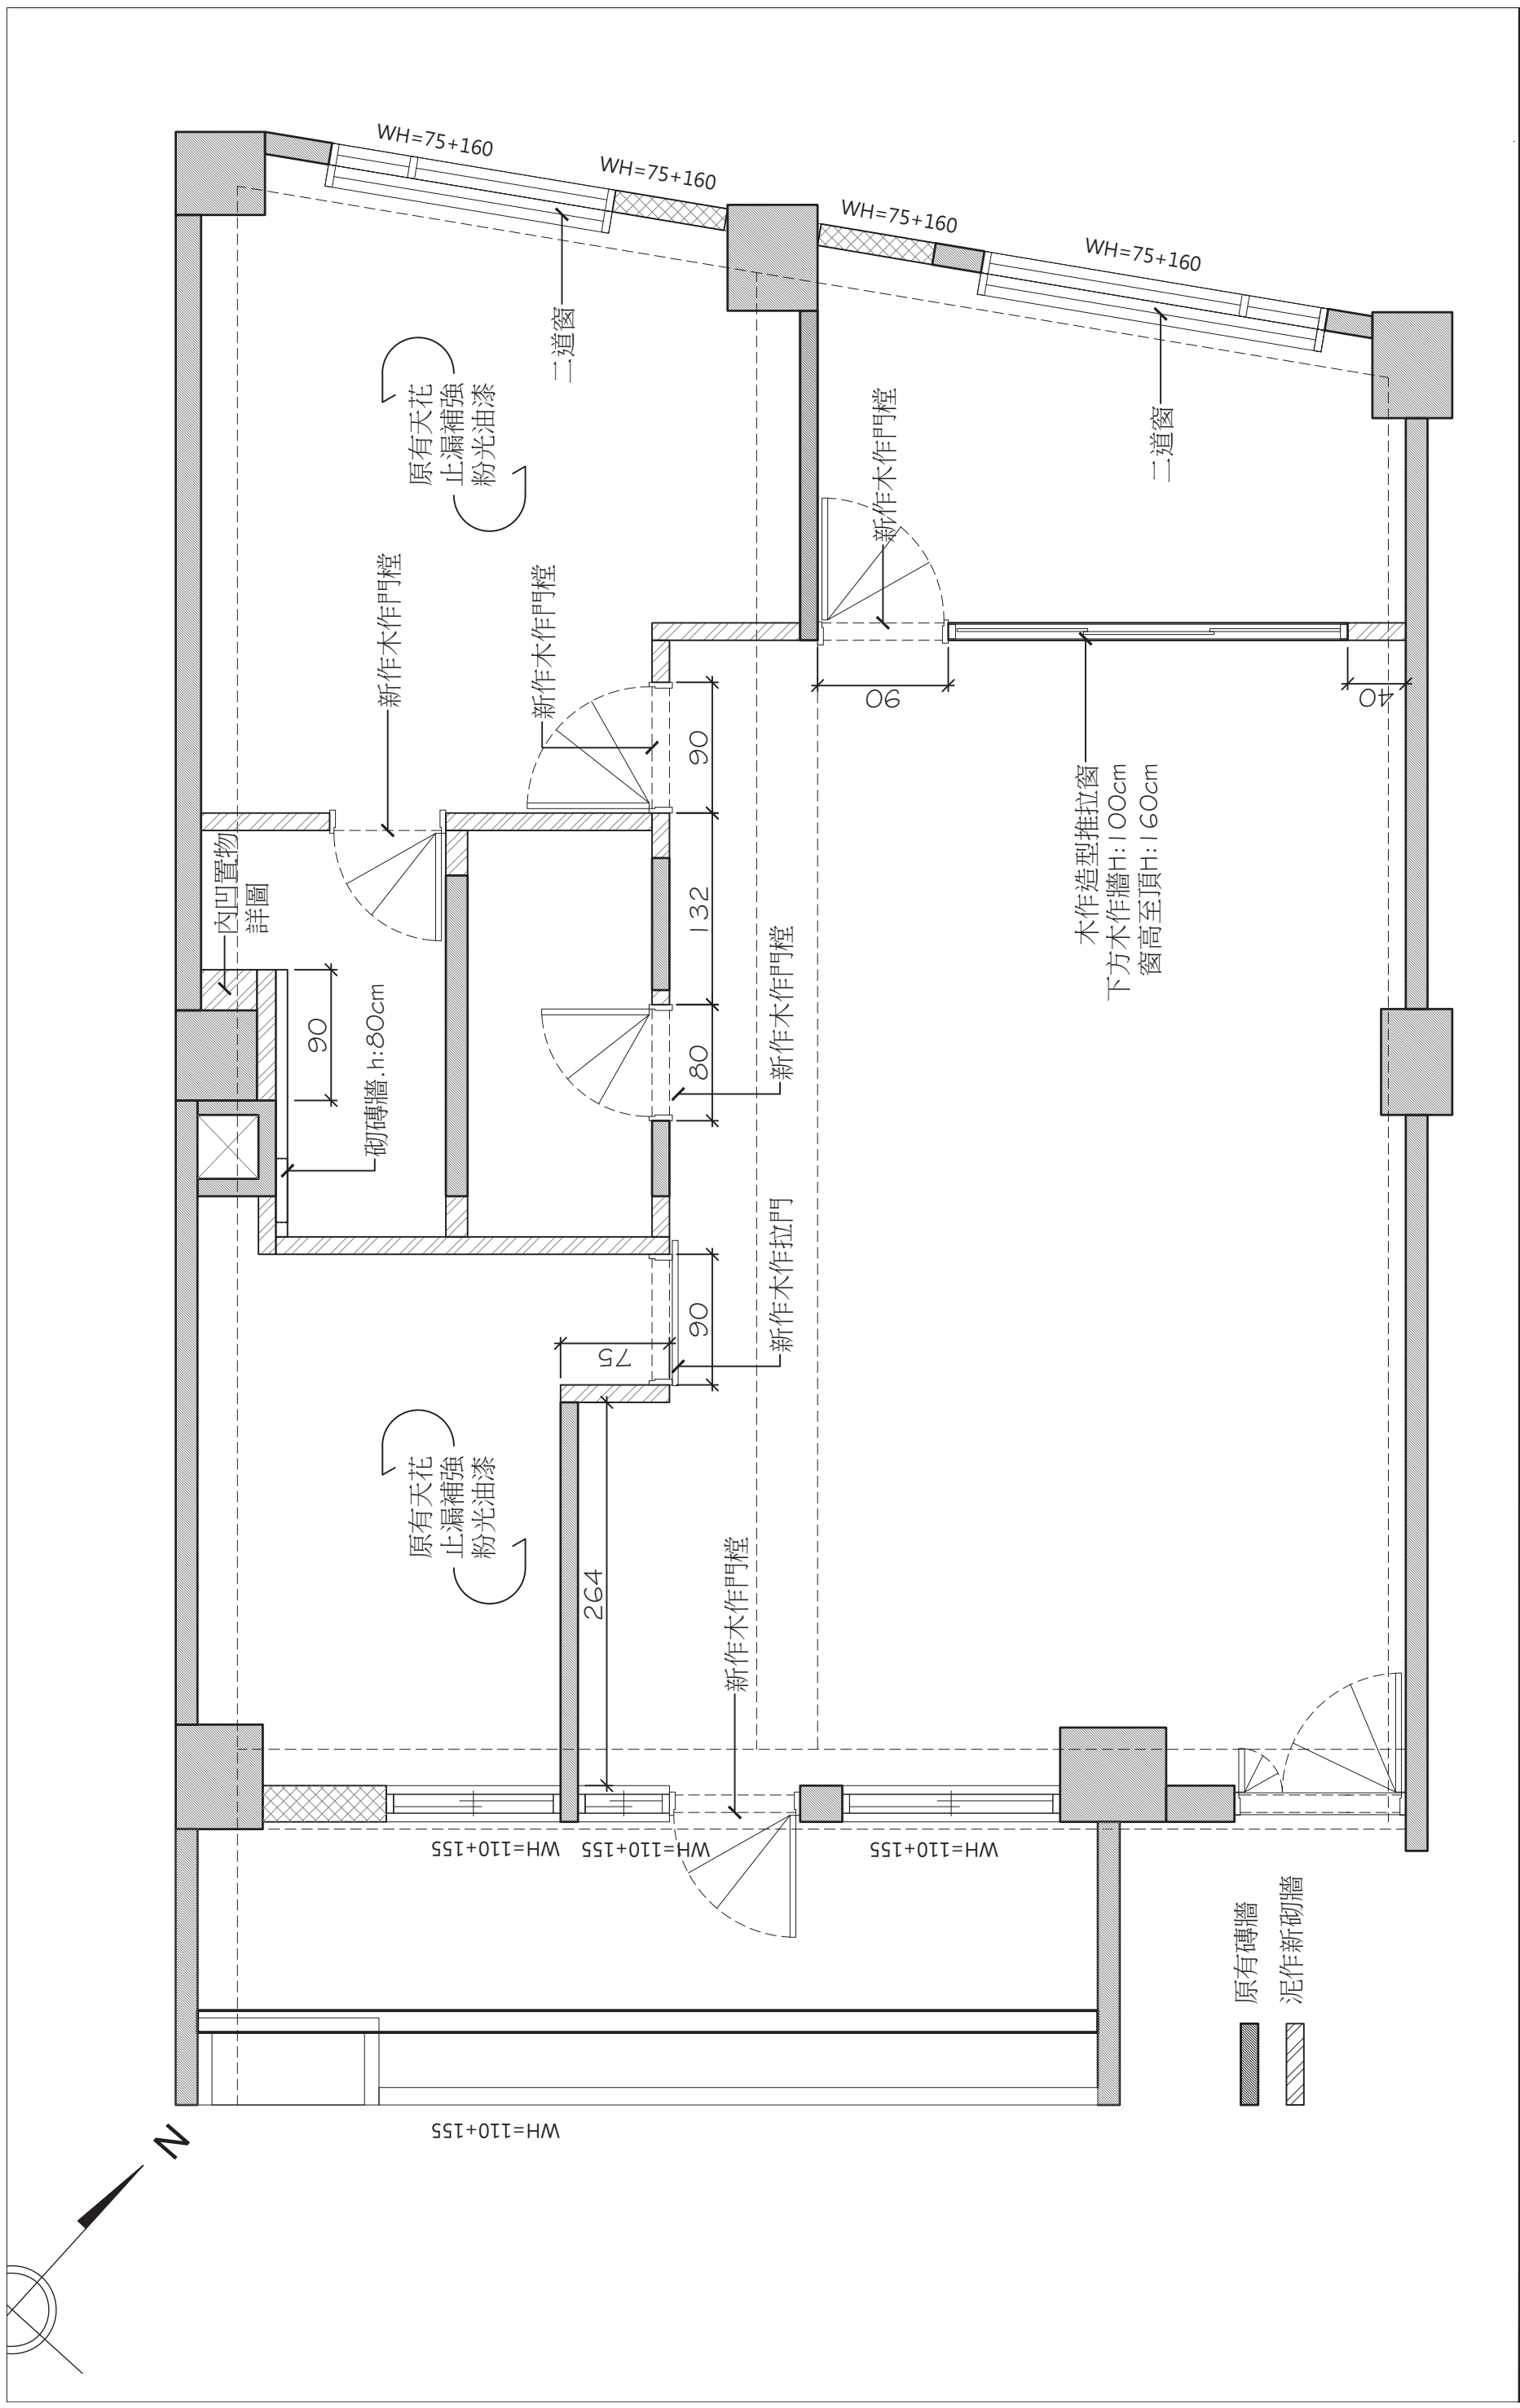 WH=75+160
WH=75+160
WH=75+160
WH=75+160
二道窗
二道窗
原有天花
止漏補強
粉光油漆
新作木作門樘
新作木作門樘
新作木作門樘
90
40
90
132
80
90
內凹置物
詳圖
90
砌磚牆.h:80cm
新作木作門樘
木作造型推拉窗
下方木作牆H:100cm
窗高至頂H:160cm
新作木作拉門
75
原有天花
止漏補強
粉光油漆
264
新作木作門樘
WH=110+155
WH=110+155
WH=110+155
WH=110+155
原有磚牆
泥作新砌牆
N